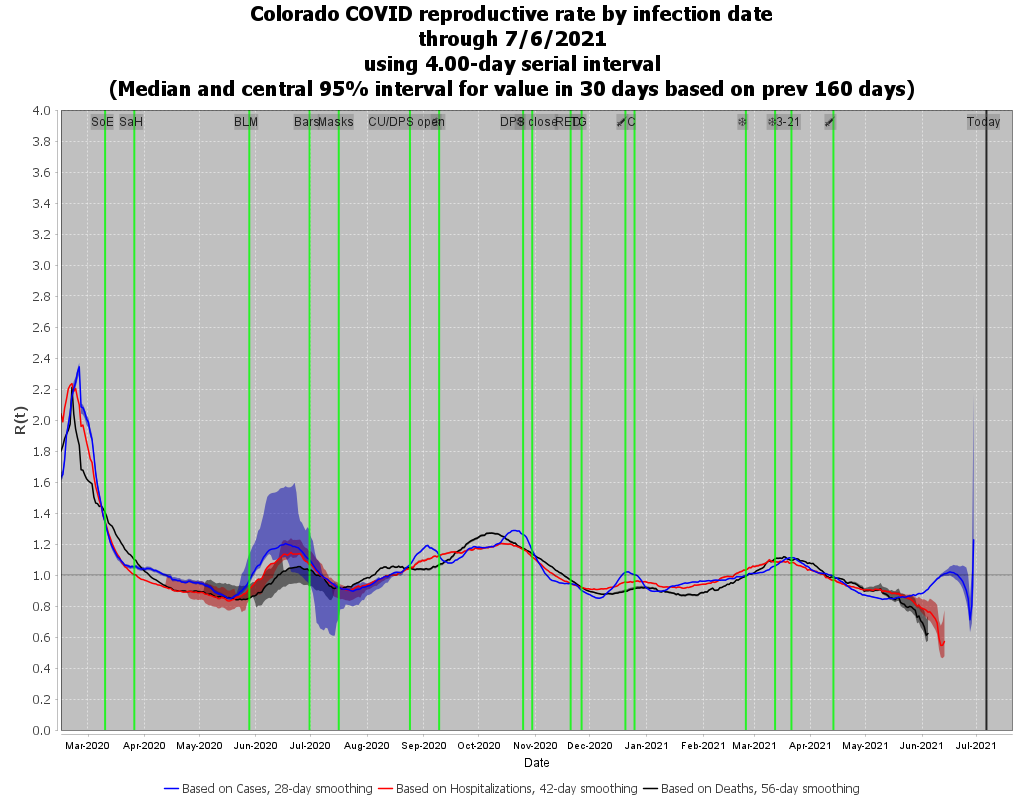 Colorado COVID reproductive rate by infection date
through 7/6/2021
using 4.00-day serial interval
(Median and central 95% interval for value in 30 days based on prev 160 days)
4.0
SoE SaH BLM Bars Masks CU/DPS open DPS close C 3-21 Today
3.8
3.6
3.4
3.2
3.0
2.8
2.6
2.4
2.2
2.0
1.8
1.6
1.4
1.2
1.0
0.8
0.6
0.4
0.2
0.0
R(t)
Mar-2020 Apr-2020 May-2020 Jun-2020 Jul-2020 Aug-2020 Sep-2020 Oct-2020 Nov-2020 Dec-2020 Jan-2021 Feb-2021 Mar-2021 Apr-2021 May-2021 Jun-2021 Jul-2021
Date
Based on Cases, 28-day smoothing Based on Hospitalizations, 42-day smoothing Based on Deaths, 56-day smoothing